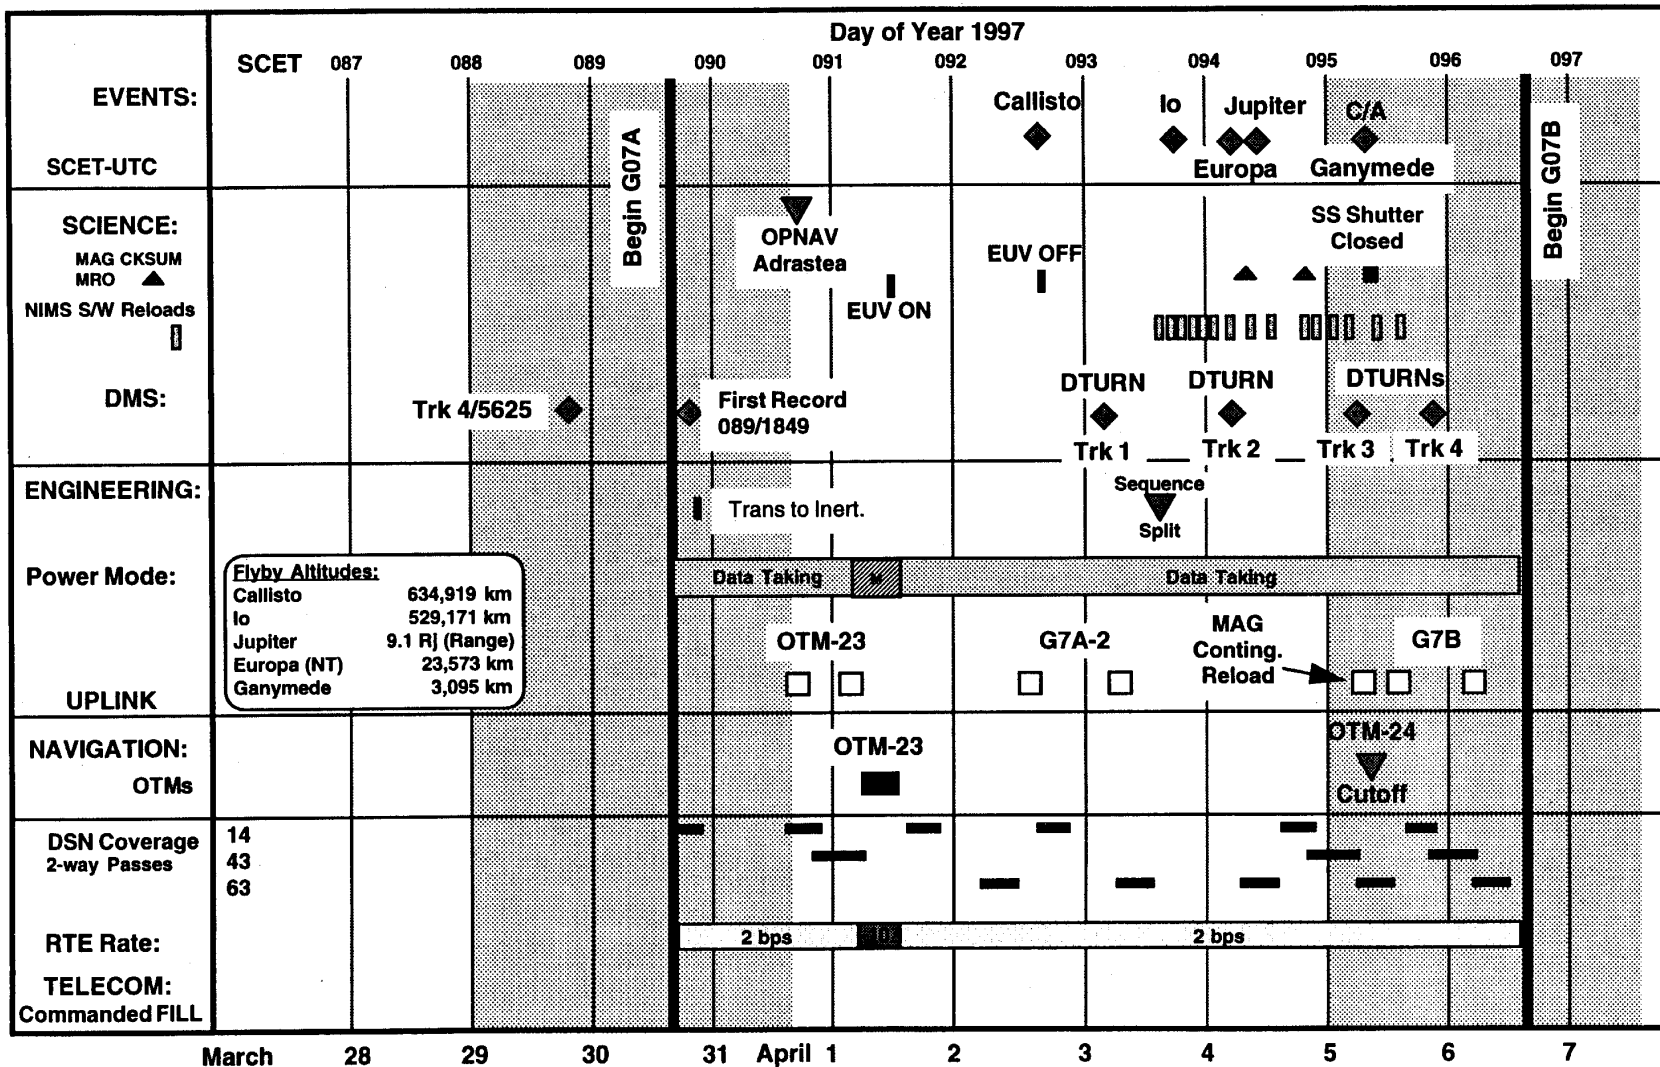 Day of Year 1997
SCET 087 088 089 090 091 092 093 094 095 096 097
EVENTS:
SCET-UTC
Begin G07A
Callisto
Io
Jupiter
Europa
C/A
Ganymede
Begin G07B
SCIENCE:
MAG CKSUM
MRO
NIMS S/W Reloads
OPNAV
Adrastea
EUV ON
EUV OFF
SS Shutter
Closed
DMS:
Trk 4/5625
First Record
089/1849
DTURN
Trk 1
DTURN
Trk 2
DTURNs
Trk 3 Trk 4
ENGINEERING:
Trans to Inert.
Sequence
Split
Power Mode:
Data Taking M Data Taking
Flyby Altitudes:
Callisto 634,919 km
Io 529,171 km
Jupiter 9.1 Rj (Range)
Europa (NT) 23,573 km
Ganymede 3,095 km
UPLINK
OTM-23
G7A-2
MAG
Conting.
Reload
G7B
NAVIGATION:
OTMs
OTM-23
OTM-24
Cutoff
DSN Coverage
2-way Passes
14
43
63
RTE Rate:
2 bps 2 bps
TELECOM:
Commanded FILL
March 28 29 30 31 April 1 2 3 4 5 6 7